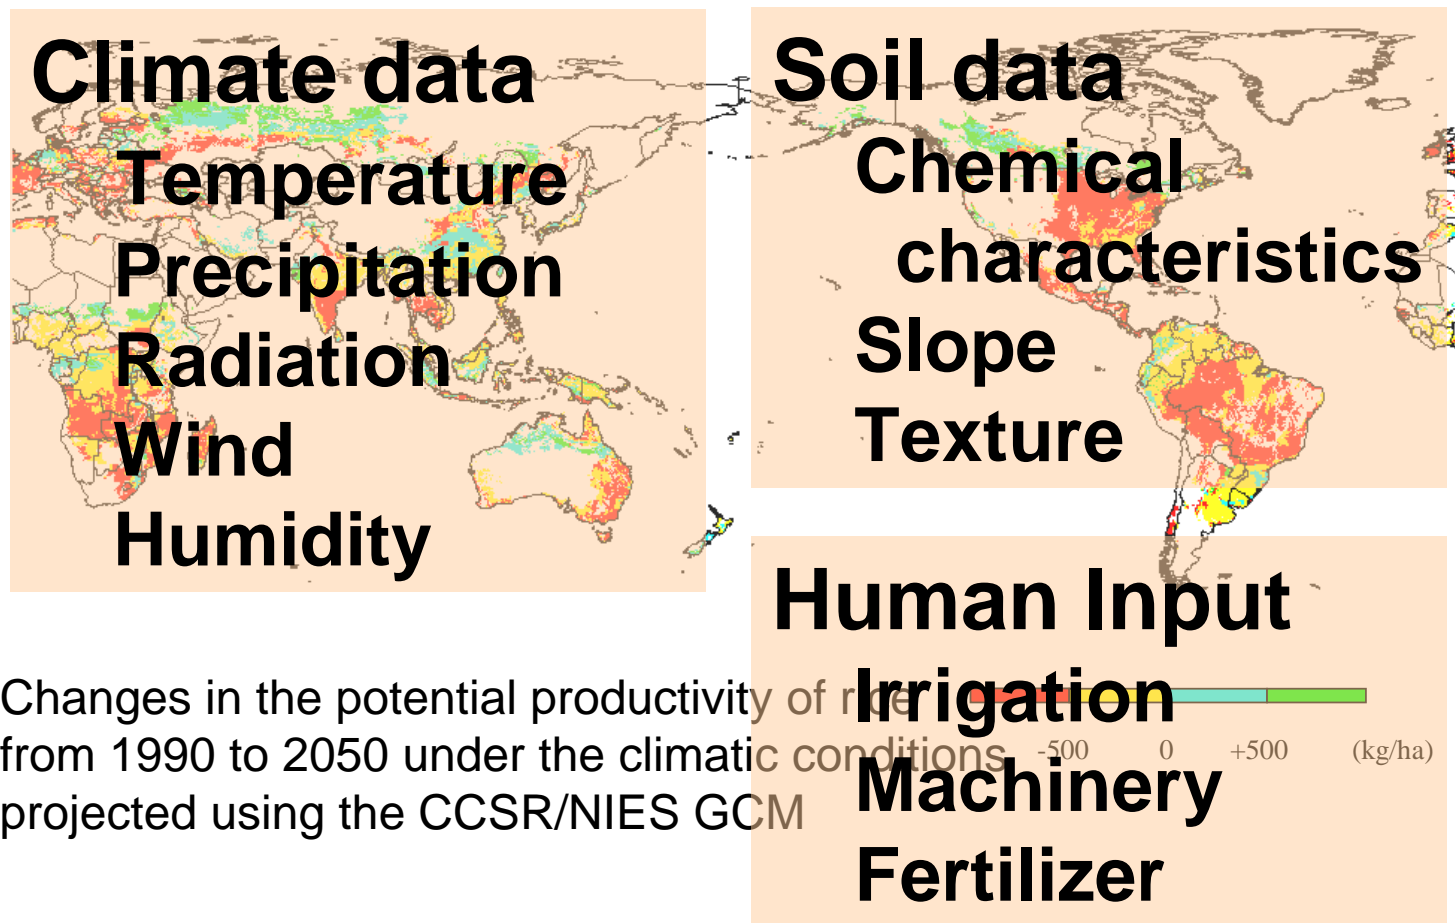 Climate data
Temperature
Precipitation
Radiation
Wind
Humidity
Soil data
Chemical
characteristics
Slope
Texture
Human Input
Irrigation
Machinery
Fertilizer
Changes in the potential productivity of rice
from 1990 to 2050 under the climatic conditions
projected using the CCSR/NIES GCM
-500 0 +500 (kg/ha)